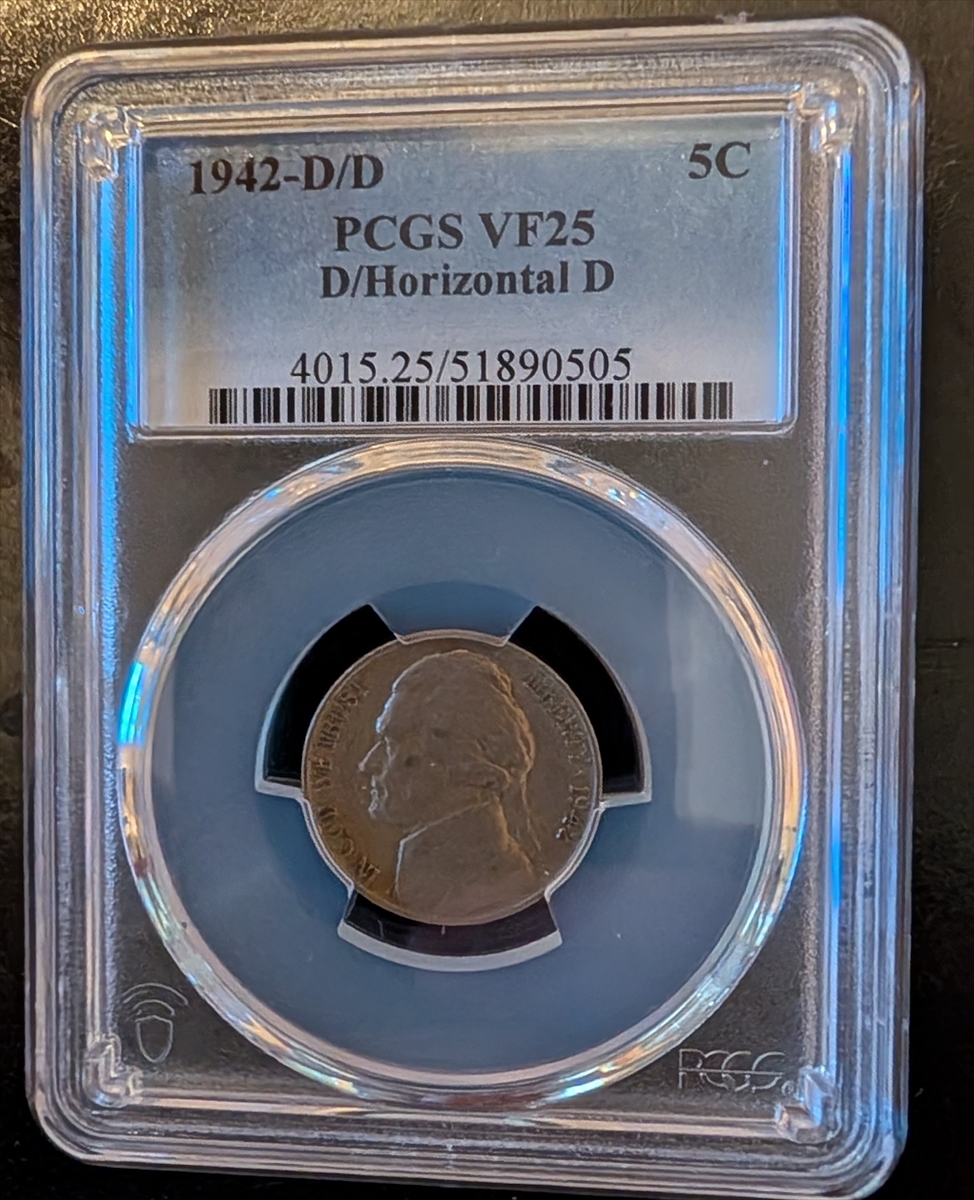 1942-D/D 5C
PCGS VF25
D/Horizontal D
4015.25/51890505
IN GOD WE TRUST
LIBERTY ★ 1942
PCGS